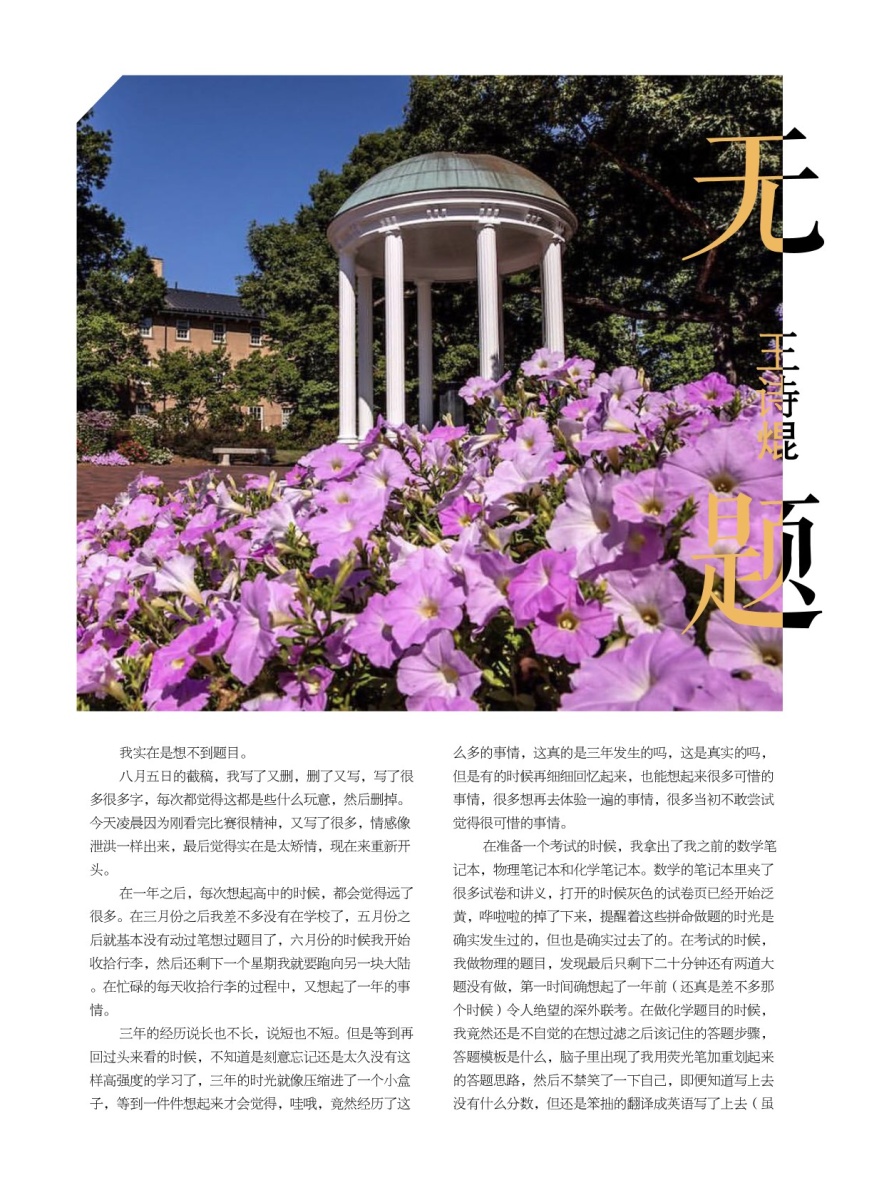 无
王诗焜
题
我实在是想不到题目。
八月五日的截稿，我写了又删，删了又写，写了很
多很多字，每次都觉得这都是些什么玩意，然后删掉。
今天凌晨因为刚看完比赛很精神，又写了很多，情感像
泄洪一样出来，最后觉得实在是太矫情，现在来重新开
头。
在一年之后，每次想起高中的时候，都会觉得远了
很多。在三月份之后我差不多没有在学校了，五月份之
后就基本没有动过笔想过题目了，六月份的时候我开始
收拾行李，然后还剩下一个星期我就要跑向另一块大陆
。在忙碌的每天收拾行李的过程中，又想起了一年的事
情。
三年的经历说长也不长，说短也不短。但是等到再
回过头来看的时候，不知道是刻意忘记还是太久没有这
样高强度的学习了，三年的时光就像压缩进了一个小盒
子，等到一件件想起来才会觉得，哇哦，竟然经历了这
么多的事情，这真的是三年发生的吗，这是真实的吗，
但是有的时候再细细回忆起来，也能想起来很多可惜的
事情，很多想再去体验一遍的事情，很多当初不敢尝试
觉得很可惜的事情。
在准备一个考试的时候，我拿出了我之前的数学笔
记本，物理笔记本和化学笔记本。数学的笔记本里夹了
很多试卷和讲义，打开的时候灰色的试卷页已经开始泛
黄，哗啦啦的掉了下来，提醒着这些拼命做题的时光是
确实发生过的，但也是确实过去了的。在考试的时候，
我做物理的题目，发现最后只剩下二十分钟还有两道大
题没有做，第一时间确想起了一年前（还真是差不多那
个时候）令人绝望的深外联考。在做化学题目的时候，
我竟然还是不自觉的在想过滤之后该记住的答题步骤，
答题模板是什么，脑子里出现了我用荧光笔加重划起来
的答题思路，然后不禁笑了一下自己，即便知道写上去
没有什么分数，但还是笨拙的翻译成英语写了上去（虽